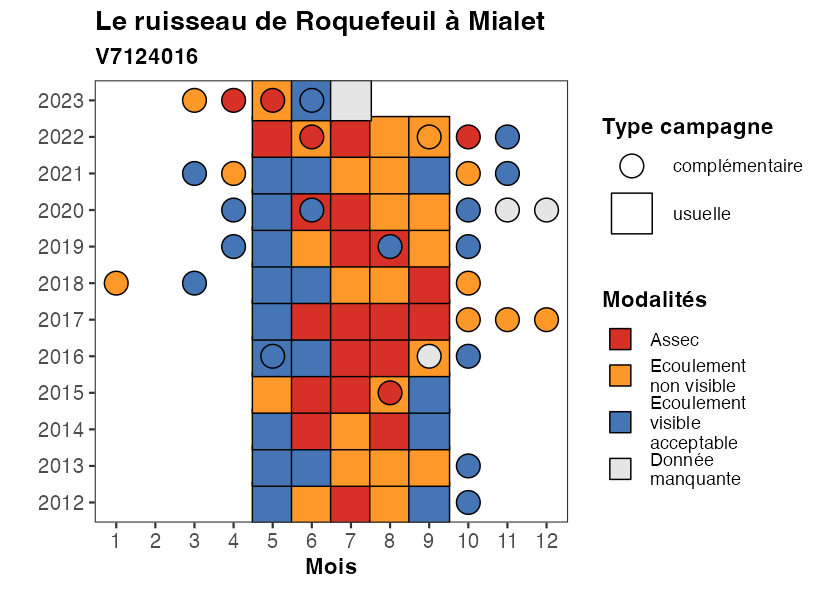 Le ruisseau de Roquefeuil à Mialet
V7124016
2023
2022
2021
2020
2019
2018
2017
2016
2015
2014
2013
2012
1 2 3 4 5 6 7 8 9 10 11 12
Mois
Type campagne
complémentaire
usuelle
Modalités
Assec
Ecoulement
non visible
Ecoulement
visible
acceptable
Donnée
manquante